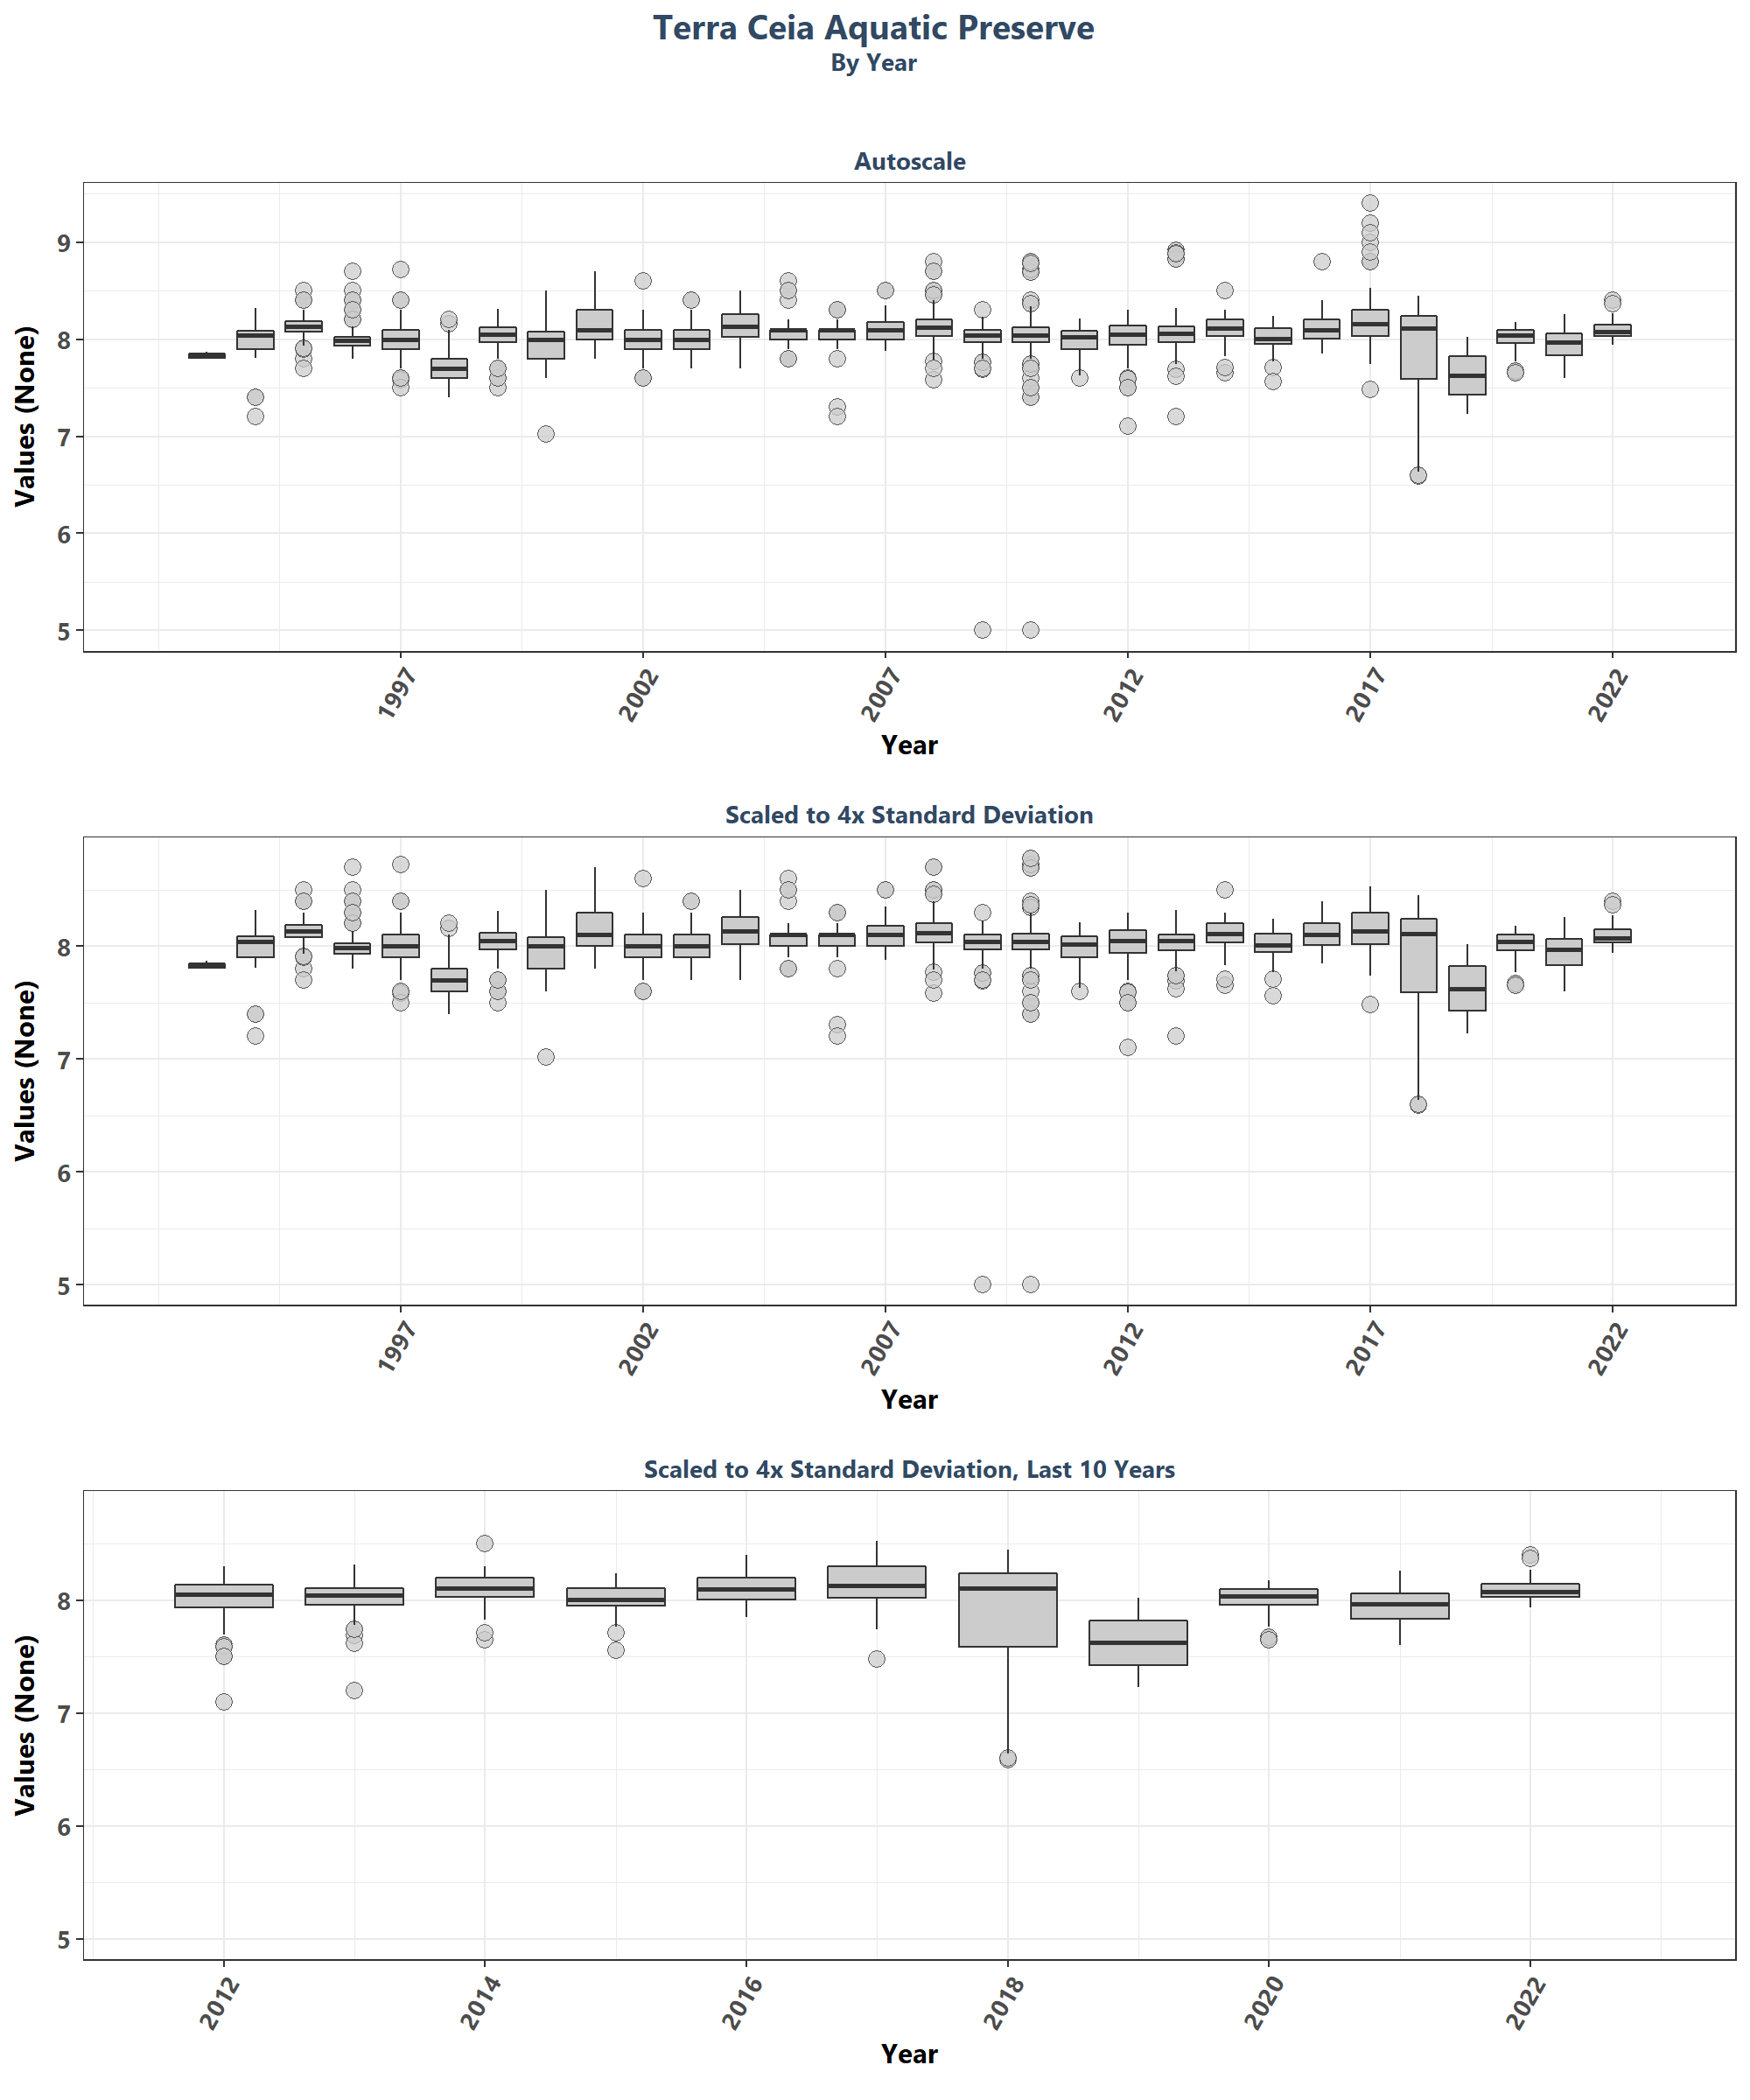 Terra Ceia Aquatic Preserve
By Year
Autoscale
Values (None)
9
8
7
6
5
1997
2002
2007
2012
2017
2022
Year
Scaled to 4x Standard Deviation
Values (None)
8
7
6
5
1997
2002
2007
2012
2017
2022
Year
Scaled to 4x Standard Deviation, Last 10 Years
Values (None)
8
7
6
5
2012
2014
2016
2018
2020
2022
Year